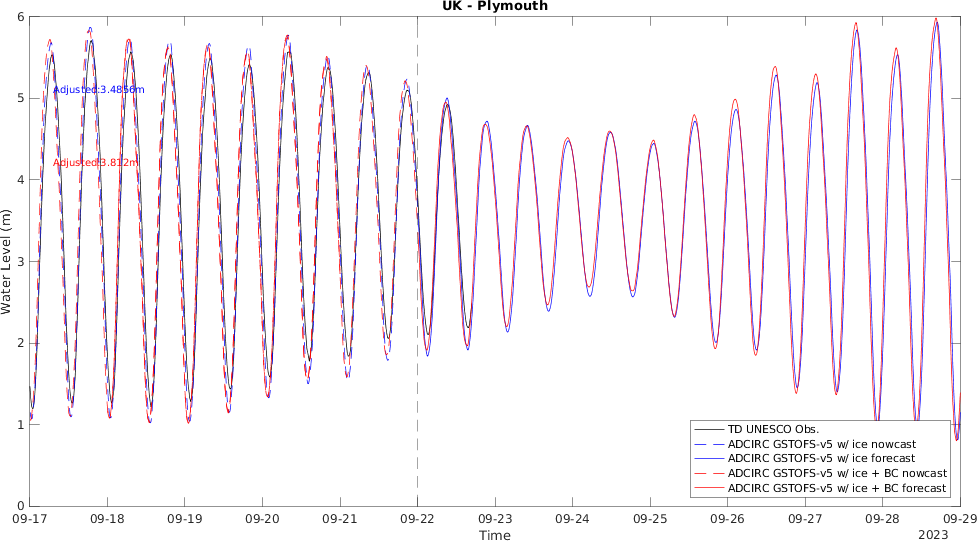 UK - Plymouth
6
5
4
3
2
1
0
Water Level (m)
Adjusted:3.4856m
Adjusted:3.812m
TD UNESCO Obs.
ADCIRC GSTOFS-v5 w/ ice nowcast
ADCIRC GSTOFS-v5 w/ ice forecast
ADCIRC GSTOFS-v5 w/ ice + BC nowcast
ADCIRC GSTOFS-v5 w/ ice + BC forecast
09-17 09-18 09-19 09-20 09-21 09-22 09-23 09-24 09-25 09-26 09-27 09-28 09-29
Time
2023